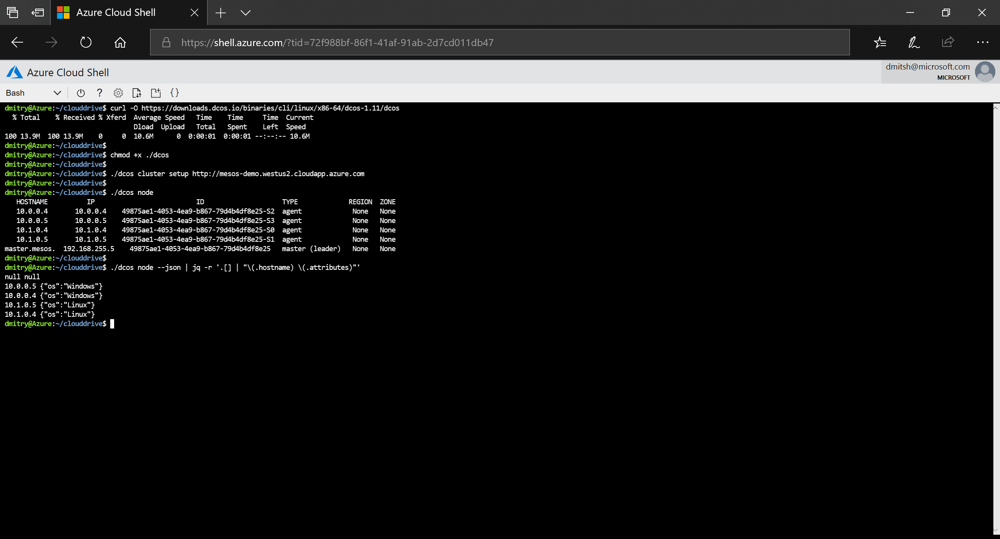 Azure Cloud Shell
https://shell.azure.com/?tid=72f988bf-86f1-41af-91ab-2d7cd011db47
Azure Cloud Shell
dmitsh@microsoft.com
MICROSOFT
Bash
dmitry@Azure:~/clouddrive$ curl -O https://downloads.dcos.io/binaries/cli/linux/x86-64/dcos-1.11/dcos
  % Total    % Received % Xferd  Average Speed   Time    Time     Time  Current
                                 Dload  Upload   Total   Spent    Left  Speed
100 13.9M  100 13.9M    0     0  10.6M      0  0:00:01  0:00:01 --:--:-- 10.6M
dmitry@Azure:~/clouddrive$
dmitry@Azure:~/clouddrive$ chmod +x ./dcos
dmitry@Azure:~/clouddrive$
dmitry@Azure:~/clouddrive$ ./dcos cluster setup http://mesos-demo.westus2.cloudapp.azure.com
dmitry@Azure:~/clouddrive$
dmitry@Azure:~/clouddrive$ ./dcos node
   HOSTNAME          IP                          ID                    TYPE             REGION  ZONE
   10.0.0.4       10.0.0.4    49875ae1-4053-4ea9-b867-79d4b4df8e25-S2  agent             None   None
   10.0.0.5       10.0.0.5    49875ae1-4053-4ea9-b867-79d4b4df8e25-S3  agent             None   None
   10.1.0.4       10.1.0.4    49875ae1-4053-4ea9-b867-79d4b4df8e25-S0  agent             None   None
   10.1.0.5       10.1.0.5    49875ae1-4053-4ea9-b867-79d4b4df8e25-S1  agent             None   None
master.mesos.  192.168.255.5    49875ae1-4053-4ea9-b867-79d4b4df8e25   master (leader)   None   None
dmitry@Azure:~/clouddrive$
dmitry@Azure:~/clouddrive$ ./dcos node --json | jq -r '.[] | "\(.hostname) \(.attributes)"'
null null
10.0.0.5 {"os":"Windows"}
10.0.0.4 {"os":"Windows"}
10.1.0.5 {"os":"Linux"}
10.1.0.4 {"os":"Linux"}
dmitry@Azure:~/clouddrive$